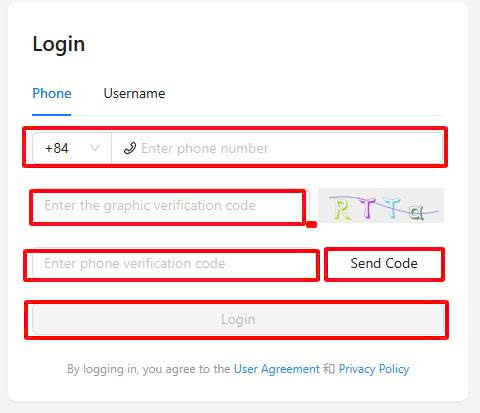 Login
Phone Username
+84 Enter phone number
Enter the graphic verification code RTTa
Enter phone verification code Send Code
Login
By logging in, you agree to the User Agreement 和 Privacy Policy